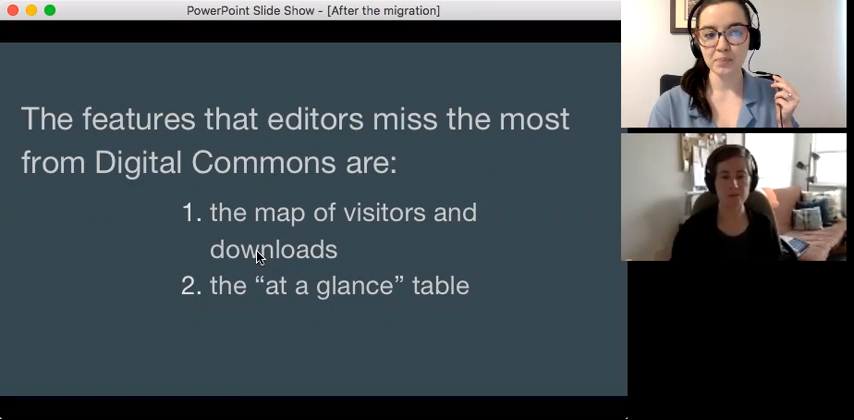 PowerPoint Slide Show - [After the migration]
The features that editors miss the most
from Digital Commons are:
1. the map of visitors and
downloads
2. the “at a glance” table